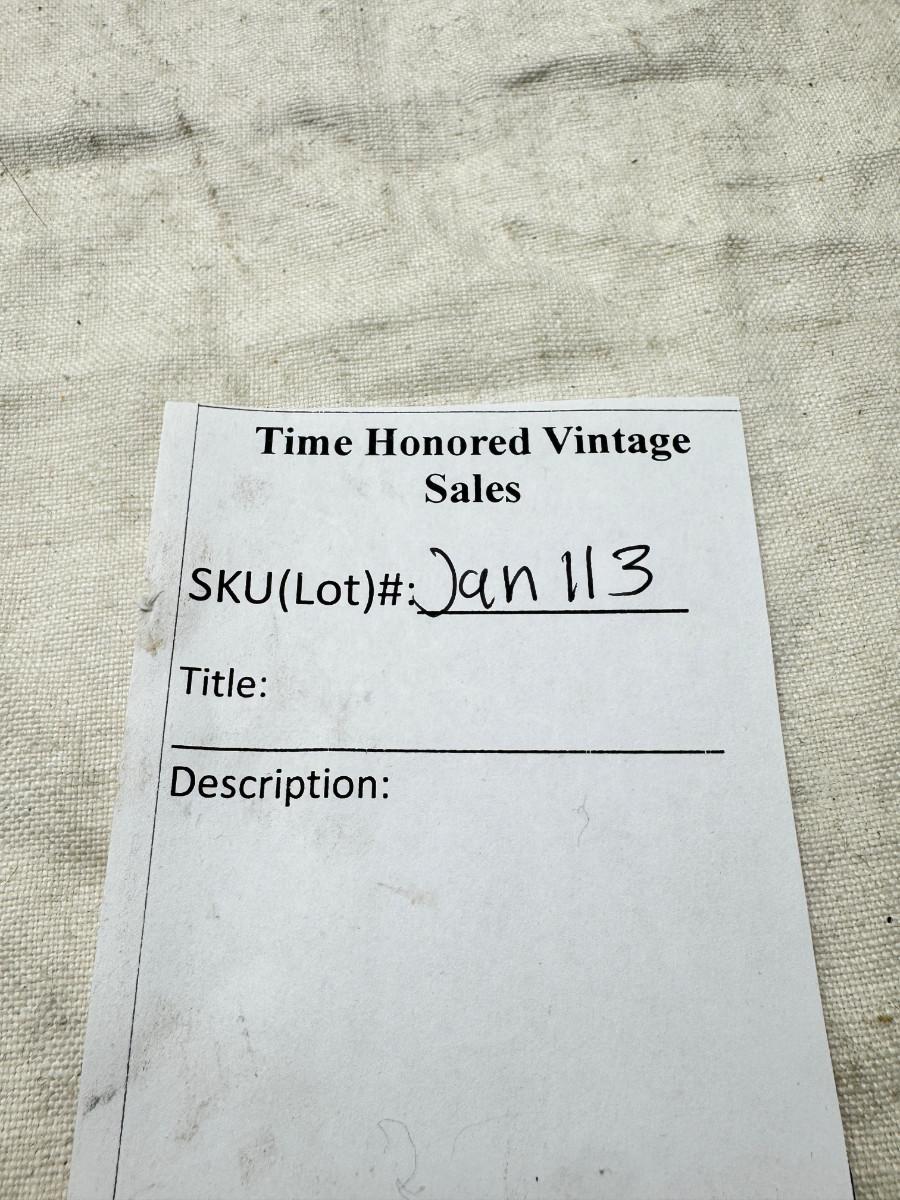 Time Honored Vintage
Sales
SKU(Lot)#: Jan 113
Title:
Description: